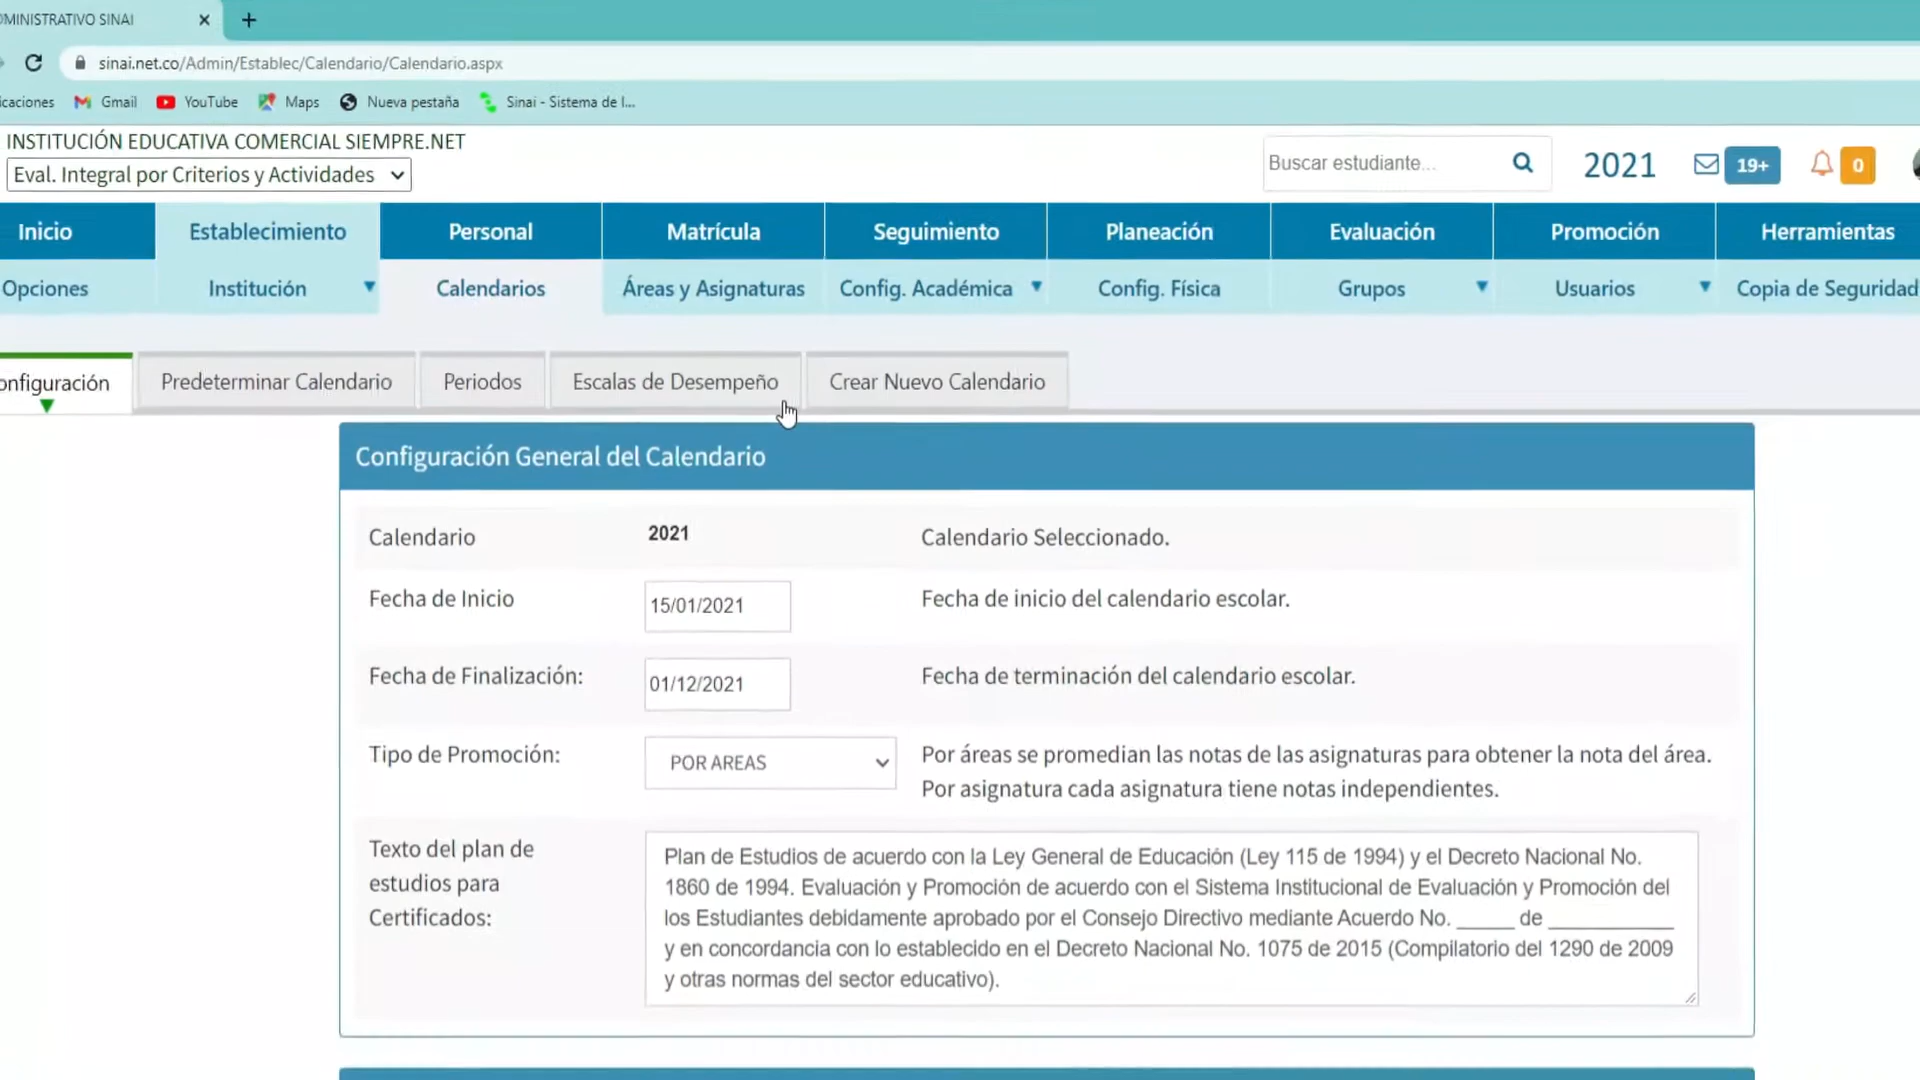 DMINISTRATIVO SINAI
sinai.net.co/Admin/Establec/Calendario/Calendario.aspx
icaciones Gmail YouTube Maps Nueva pestaña Sinai - Sistema de I...
INSTITUCIÓN EDUCATIVA COMERCIAL SIEMPRE.NET
Eval. Integral por Criterios y Actividades
Buscar estudiante... 2021 19+ 0
Inicio Establecimiento Personal Matrícula Seguimiento Planeación Evaluación Promoción Herramientas
Opciones Institución Calendarios Áreas y Asignaturas Config. Académica Config. Física Grupos Usuarios Copia de Seguridad
onfiguración Predeterminar Calendario Periodos Escalas de Desempeño Crear Nuevo Calendario
Configuración General del Calendario
Calendario 2021 Calendario Seleccionado.
Fecha de Inicio 15/01/2021 Fecha de inicio del calendario escolar.
Fecha de Finalización: 01/12/2021 Fecha de terminación del calendario escolar.
Tipo de Promoción: POR AREAS Por áreas se promedian las notas de las asignaturas para obtener la nota del área.
Por asignatura cada asignatura tiene notas independientes.
Texto del plan de
estudios para
Certificados:
Plan de Estudios de acuerdo con la Ley General de Educación (Ley 115 de 1994) y el Decreto Nacional No.
1860 de 1994. Evaluación y Promoción de acuerdo con el Sistema Institucional de Evaluación y Promoción del
los Estudiantes debidamente aprobado por el Consejo Directivo mediante Acuerdo No. _____ de ___________
y en concordancia con lo establecido en el Decreto Nacional No. 1075 de 2015 (Compilatorio del 1290 de 2009
y otras normas del sector educativo).